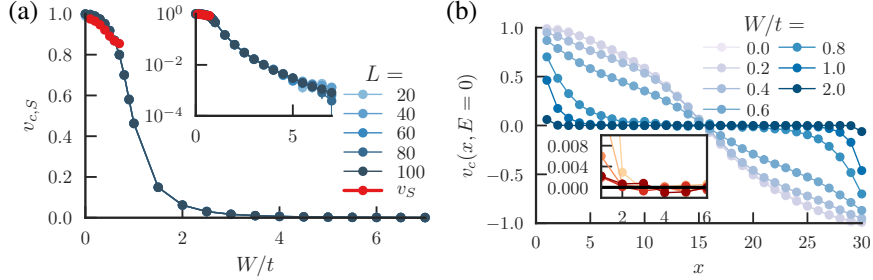 (a)
1.0
0.8
0.6
0.4
0.2
0.0
v_{c,S}
0 2 4 6
W/t
10^0
10^{-2}
10^{-4}
0 5
L =
20
40
60
80
100
v_S
(b)
1.0
0.5
0.0
−0.5
−1.0
v_c(x, E = 0)
0 5 10 15 20 25 30
x
W/t =
0.0
0.2
0.4
0.6
0.8
1.0
2.0
0.008
0.004
0.000
2 4 6